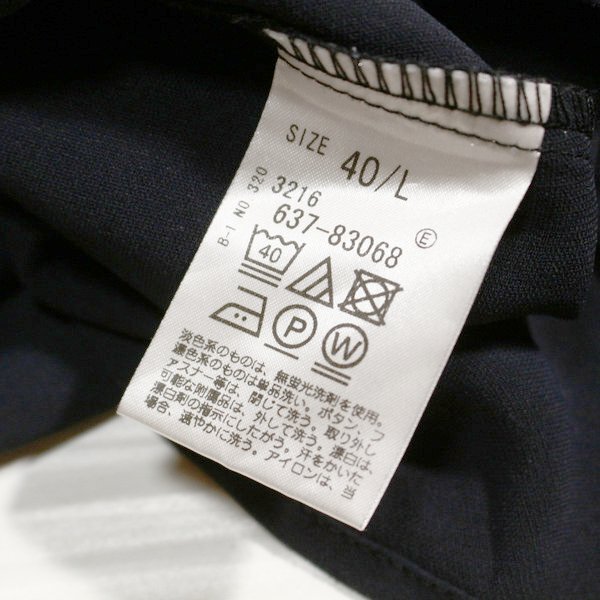 SIZE 40/L
B-1 NO 320
3216
637-83068
E
40
P
W
淡色系のものは、無蛍光洗剤を使用。
濃色系のものは単品洗い。ボタン、フ
ァスナー等は、閉じて洗う。取り外し
可能な附属品は、外して洗う。漂白は、
漂白剤の指示にしたがう。汗をかいた
場合、速やかに洗う。アイロンは、当